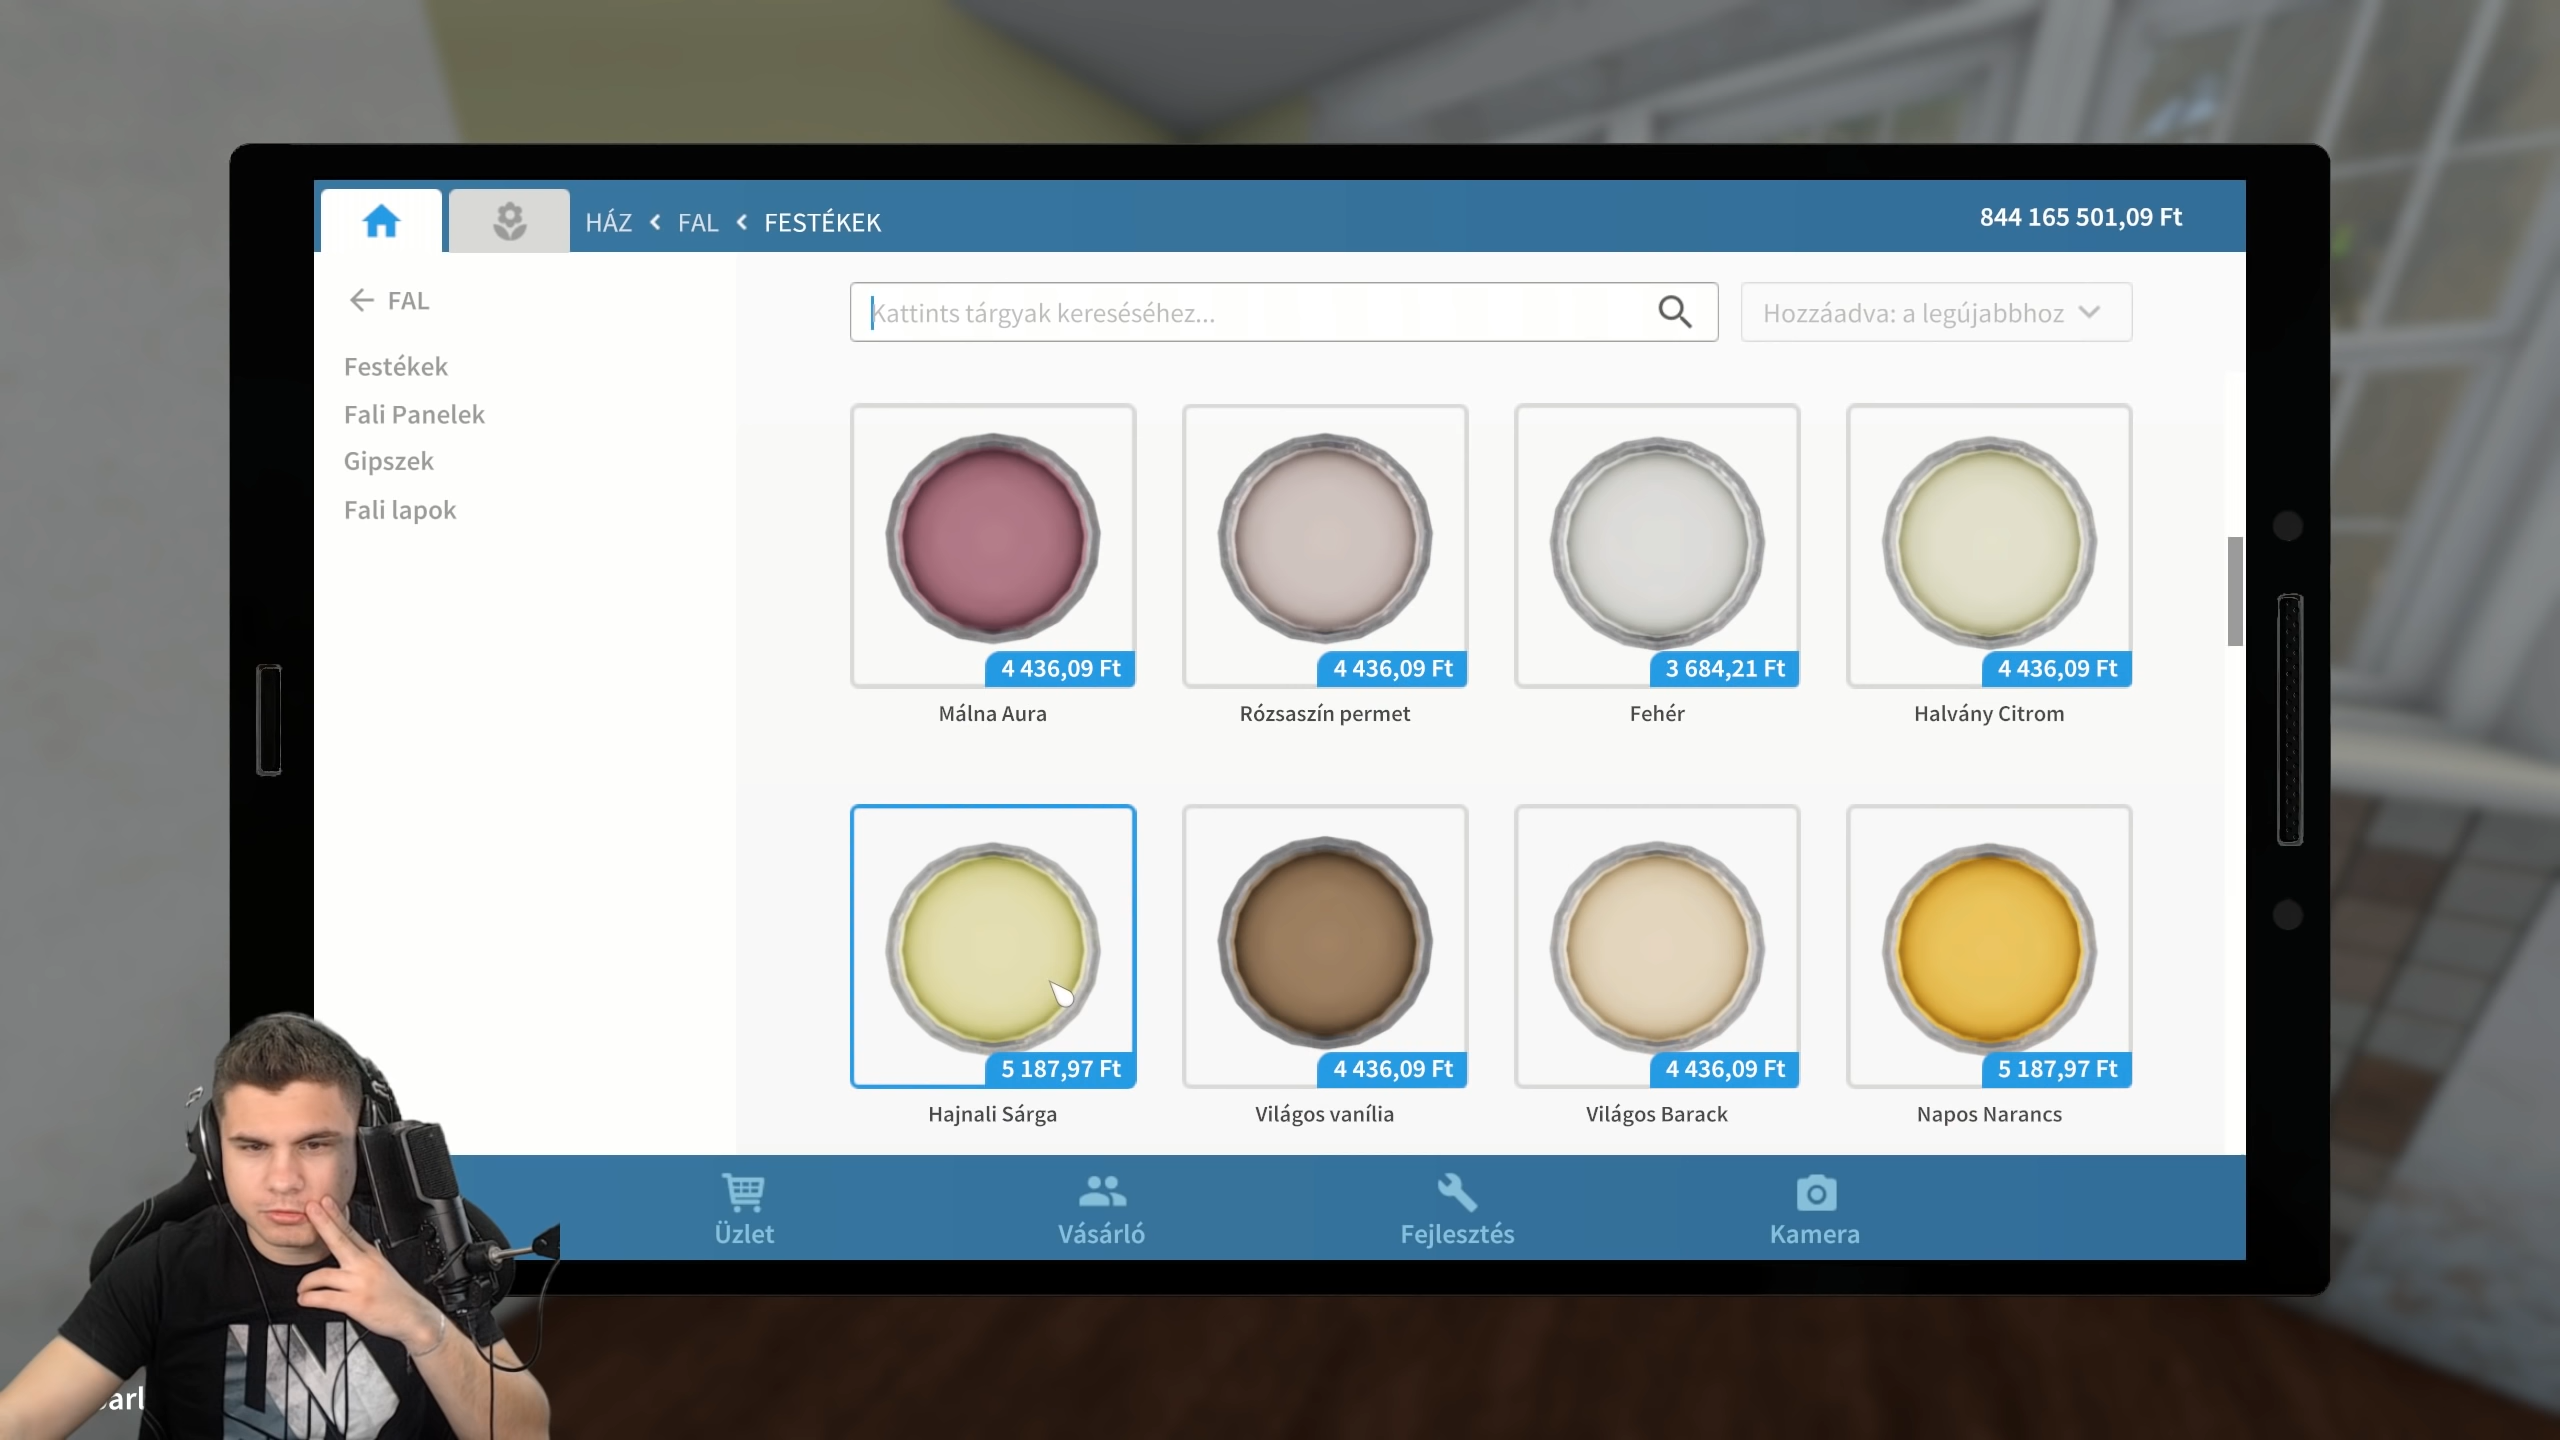 HÁZ < FAL < FESTÉKEK
844 165 501,09 Ft
FAL
Kattints tárgyak kereséséhez...
Hozzáadva: a legújabbhoz
Festékek
Fali Panelek
Gipszek
Fali lapok
4 436,09 Ft
4 436,09 Ft
3 684,21 Ft
4 436,09 Ft
Málna Aura
Rózsaszín permet
Fehér
Halvány Citrom
5 187,97 Ft
4 436,09 Ft
4 436,09 Ft
5 187,97 Ft
Hajnali Sárga
Világos vanília
Világos Barack
Napos Narancs
Üzlet
Vásárló
Fejlesztés
Kamera